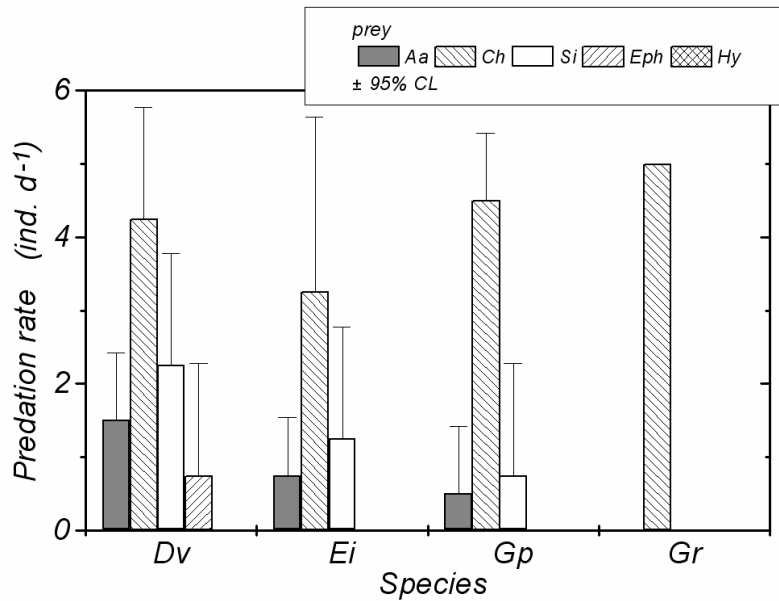 prey
Aa Ch Si Eph Hy
± 95% CL
6
4
2
0
Predation rate (ind. d-1)
Dv Ei Gp Gr
Species